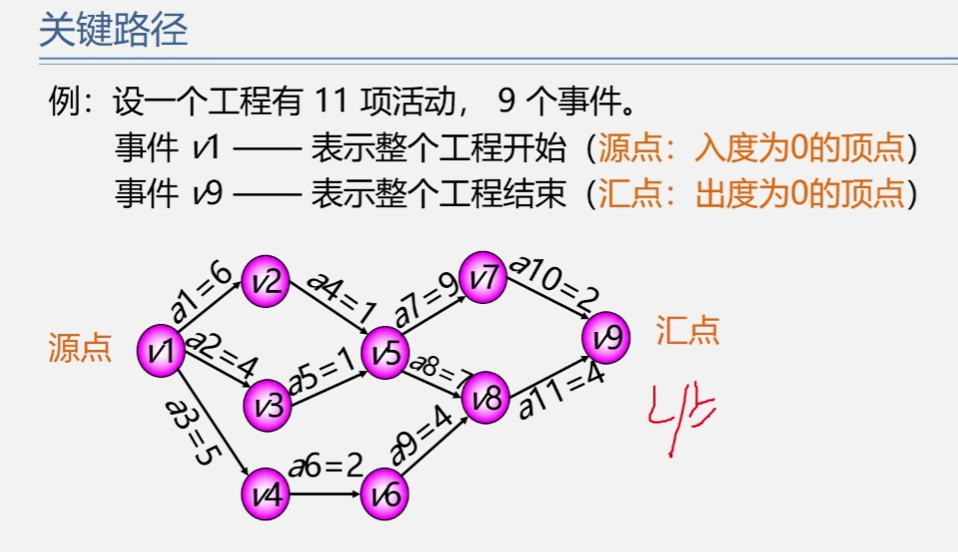 关键路径
例：设一个工程有 11 项活动， 9 个事件。
事件 v1 —— 表示整个工程开始（源点：入度为0的顶点）
事件 v9 —— 表示整个工程结束（汇点：出度为0的顶点）
a1=6 v2 a4=1 a7=9 v7 a10=2
源点 v1 a2=4 v3 a5=1 v5 a8=7 v8 a11=4 v9 汇点
a3=5 v4 a6=2 v6 a9=4